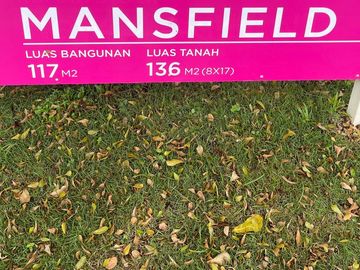 MANSFIELD
LUAS BANGUNAN LUAS TANAH
117 M2 136 M2 (8X17)